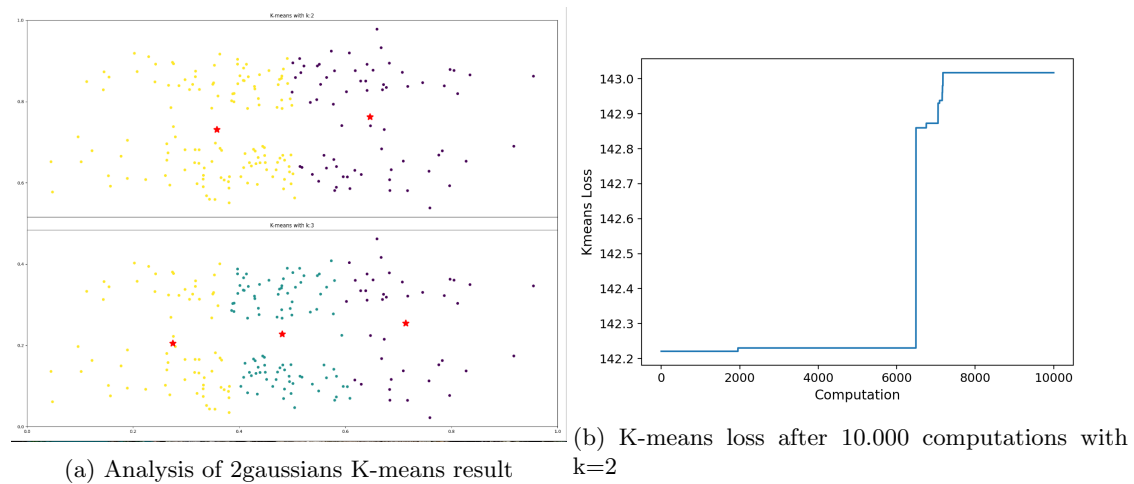 K-means with k:2
1.0
0.8
0.6
K-means with k:3
0.4
0.2
0.0
0.0 0.2 0.4 0.6 0.8 1.0
(a) Analysis of 2gaussians K-means result
143.0
142.9
142.8
142.7
142.6
142.5
142.4
142.3
142.2
Kmeans Loss
0 2000 4000 6000 8000 10000
Computation
(b) K-means loss after 10.000 computations with
k=2